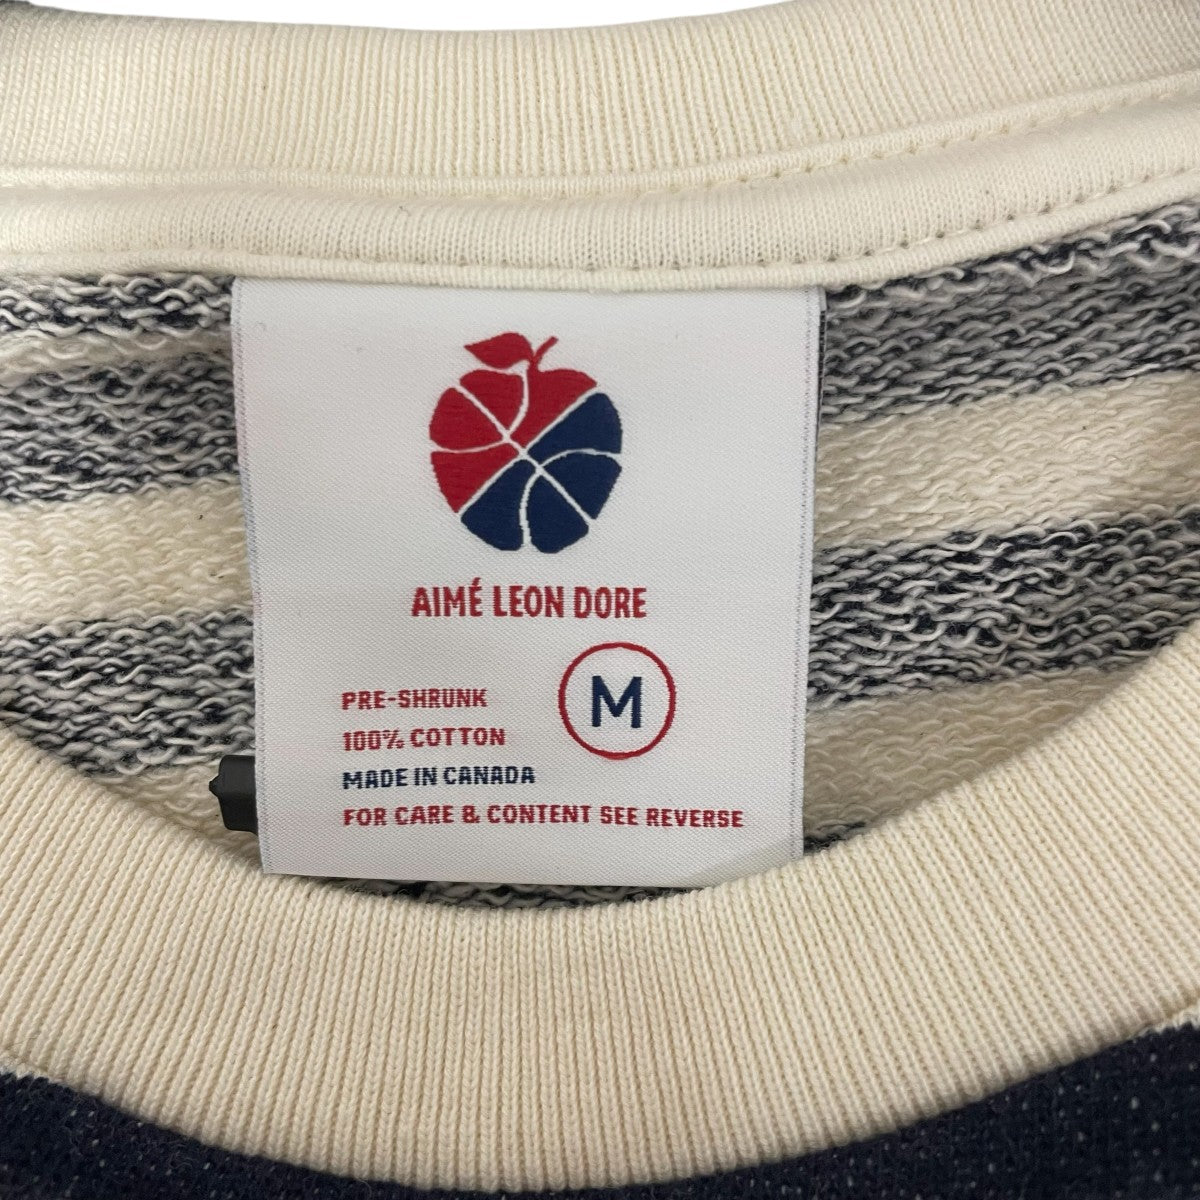 AIMÉ LEON DORE
M
PRE-SHRUNK
100% COTTON
MADE IN CANADA
FOR CARE & CONTENT SEE REVERSE